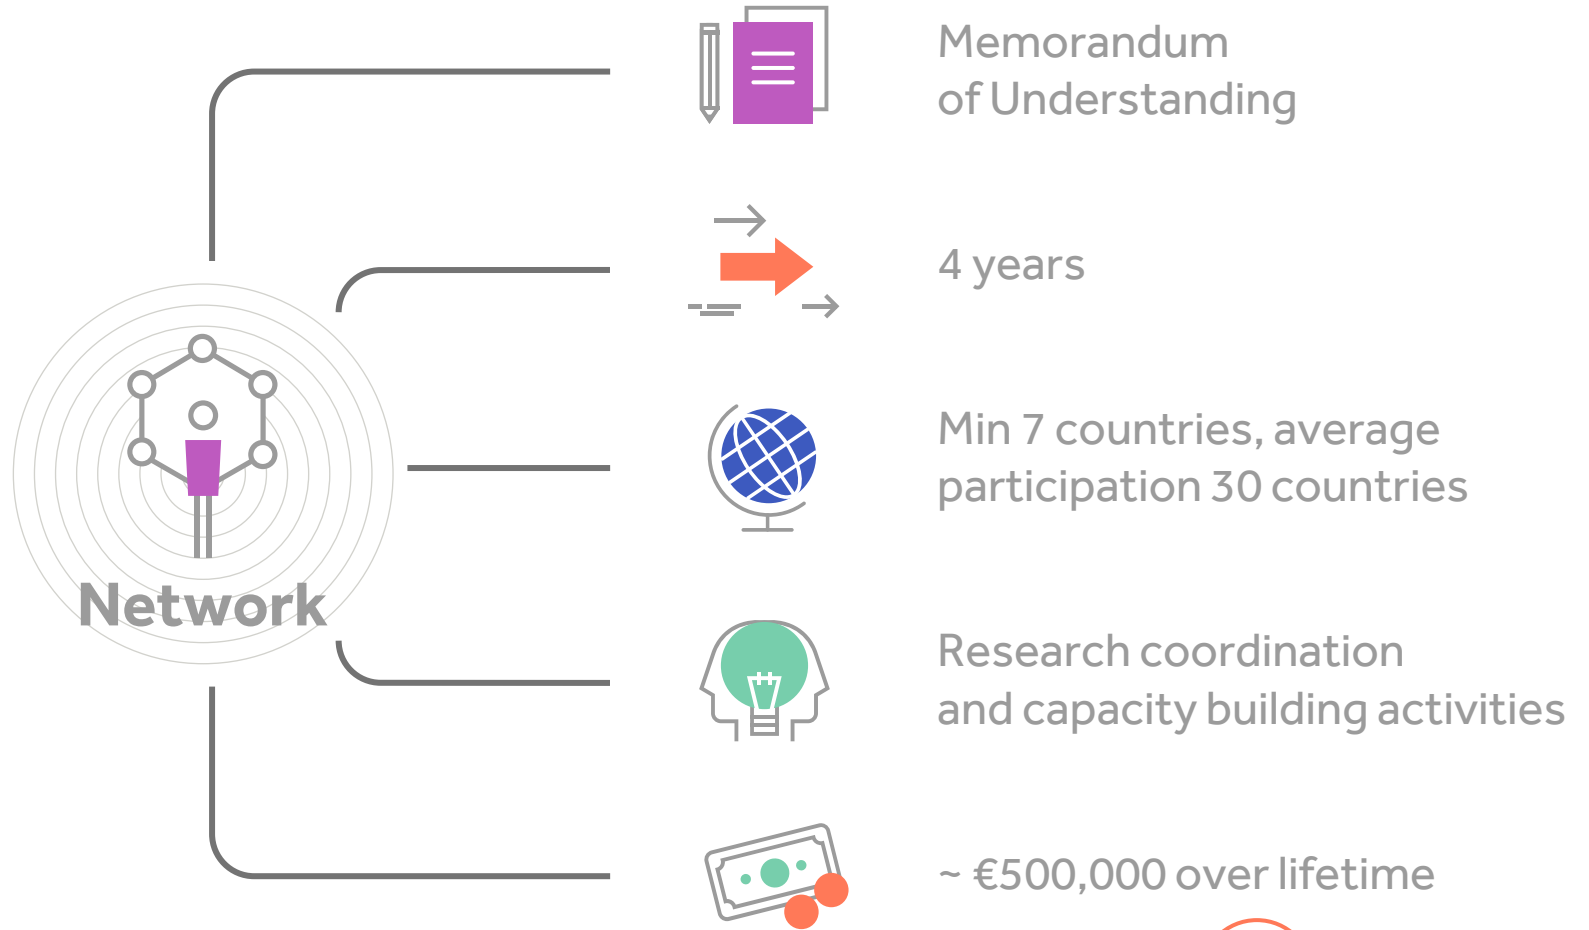 Memorandum
of Understanding
4 years
Min 7 countries, average
participation 30 countries
Network
Research coordination
and capacity building activities
~ €500,000 over lifetime